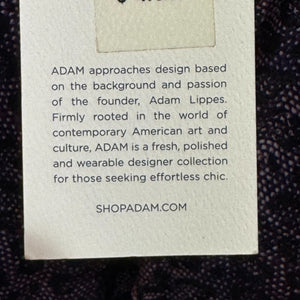 ADAM approaches design based
on the background and passion
of the founder, Adam Lippes.
Firmly rooted in the world of
contemporary American art and
culture, ADAM is a fresh, polished
and wearable designer collection
for those seeking effortless chic.
SHOPADAM.COM